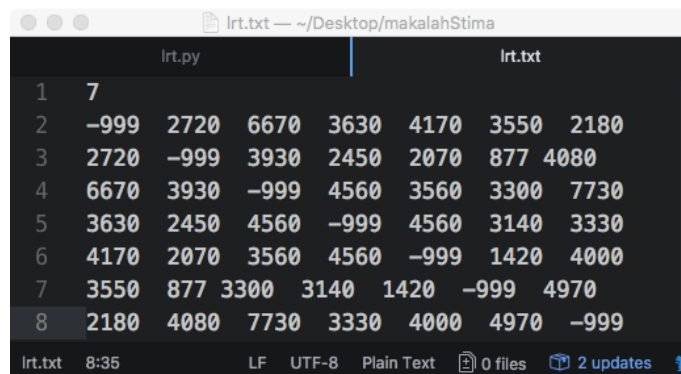 lrt.txt — ~/Desktop/makalahStima
lrt.py lrt.txt
1 7
2 -999 2720 6670 3630 4170 3550 2180
3 2720 -999 3930 2450 2070 877 4080
4 6670 3930 -999 4560 3560 3300 7730
5 3630 2450 4560 -999 4560 3140 3330
6 4170 2070 3560 4560 -999 1420 4000
7 3550 877 3300 3140 1420 -999 4970
8 2180 4080 7730 3330 4000 4970 -999
lrt.txt 8:35 LF UTF-8 Plain Text 0 files 2 updates